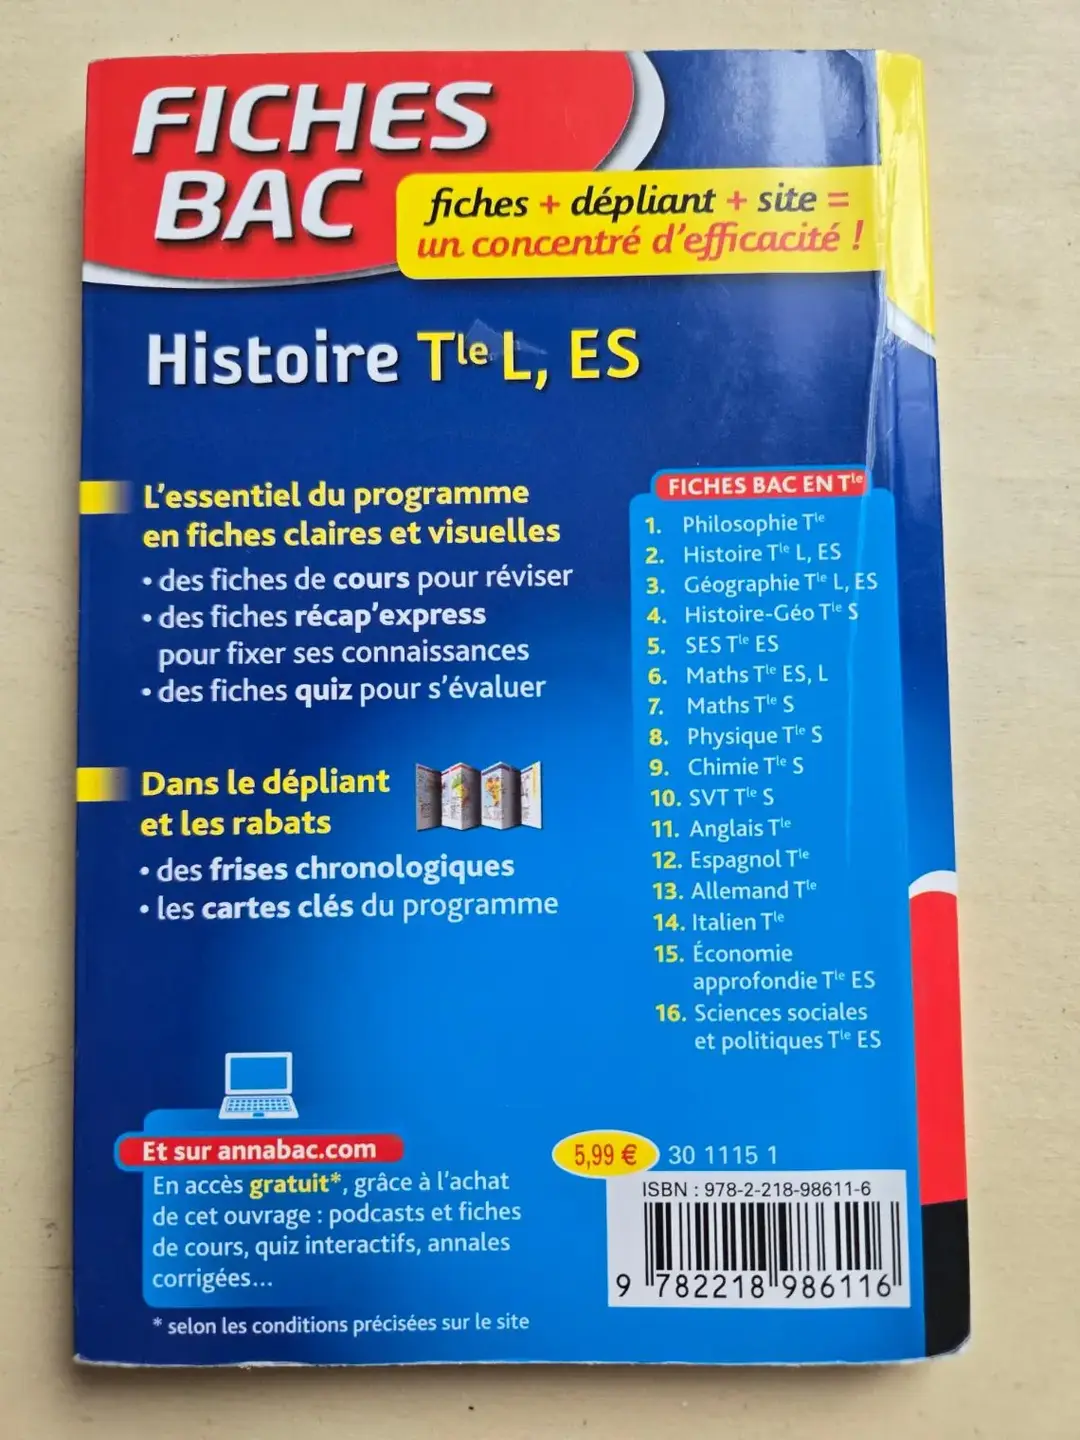 FICHES
BAC
fiches + dépliant + site =
un concentré d'efficacité !
Histoire Tle L, ES
L'essentiel du programme
en fiches claires et visuelles
• des fiches de cours pour réviser
• des fiches récap'express
pour fixer ses connaissances
• des fiches quiz pour s'évaluer
Dans le dépliant
et les rabats
• des frises chronologiques
• les cartes clés du programme
FICHES BAC EN Tle
1. Philosophie Tle
2. Histoire Tle L, ES
3. Géographie Tle L, ES
4. Histoire-Géo Tle S
5. SES Tle ES
6. Maths Tle ES, L
7. Maths Tle S
8. Physique Tle S
9. Chimie Tle S
10. SVT Tle S
11. Anglais Tle
12. Espagnol Tle
13. Allemand Tle
14. Italien Tle
15. Économie
approfondie Tle ES
16. Sciences sociales
et politiques Tle ES
Et sur annabac.com
En accès gratuit*, grâce à l'achat
de cet ouvrage : podcasts et fiches
de cours, quiz interactifs, annales
corrigées...
* selon les conditions précisées sur le site
5,99 € 30 1115 1
ISBN : 978-2-218-98611-6
9 782218 986116